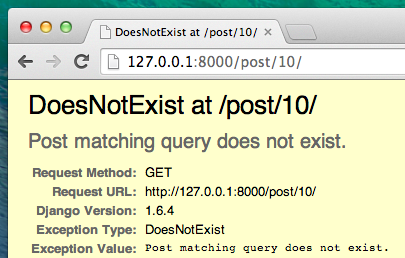 DoesNotExist at /post/10/
127.0.0.1:8000/post/10/
DoesNotExist at /post/10/
Post matching query does not exist.
Request Method: GET
Request URL: http://127.0.0.1:8000/post/10/
Django Version: 1.6.4
Exception Type: DoesNotExist
Exception Value: Post matching query does not exist.